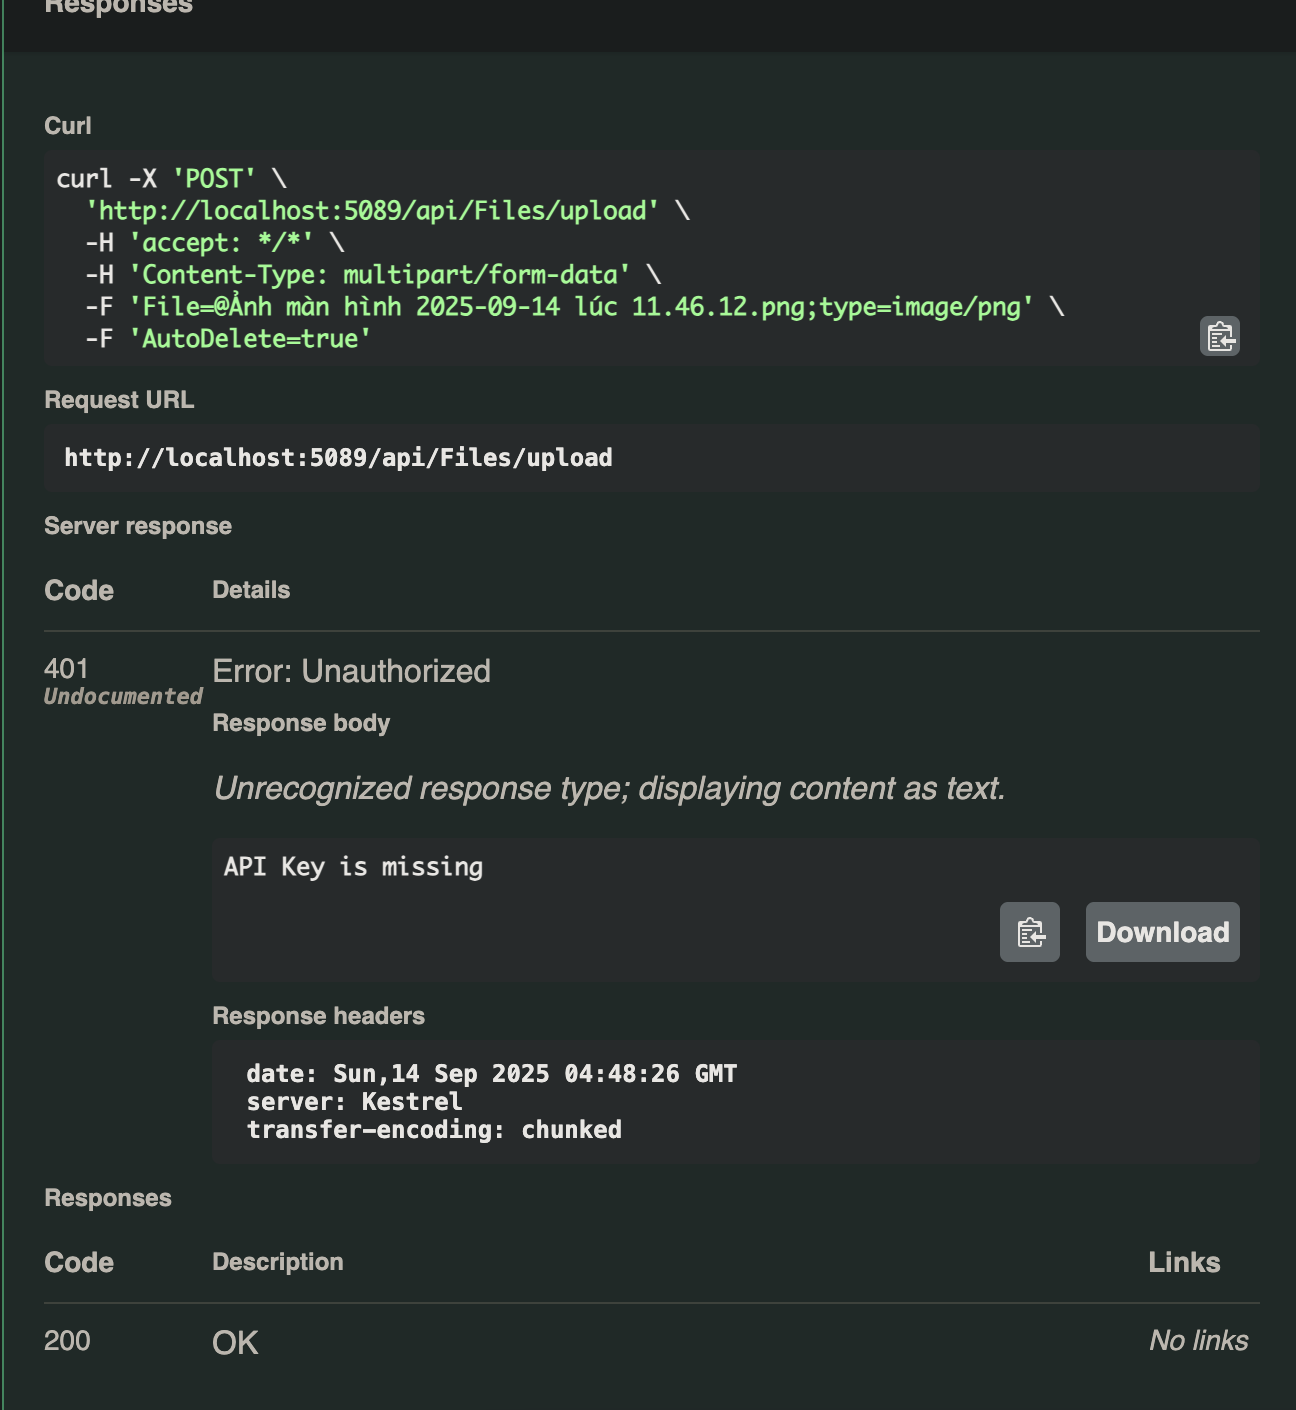 Responses
Curl
curl -X 'POST' \
'http://localhost:5089/api/Files/upload' \
-H 'accept: */*' \
-H 'Content-Type: multipart/form-data' \
-F 'File=@Ảnh màn hình 2025-09-14 lúc 11.46.12.png;type=image/png' \
-F 'AutoDelete=true'
Request URL
http://localhost:5089/api/Files/upload
Server response
Code Details
401 Error: Unauthorized
Undocumented
Response body
Unrecognized response type; displaying content as text.
API Key is missing
Download
Response headers
date: Sun,14 Sep 2025 04:48:26 GMT
server: Kestrel
transfer-encoding: chunked
Responses
Code Description Links
200 OK No links